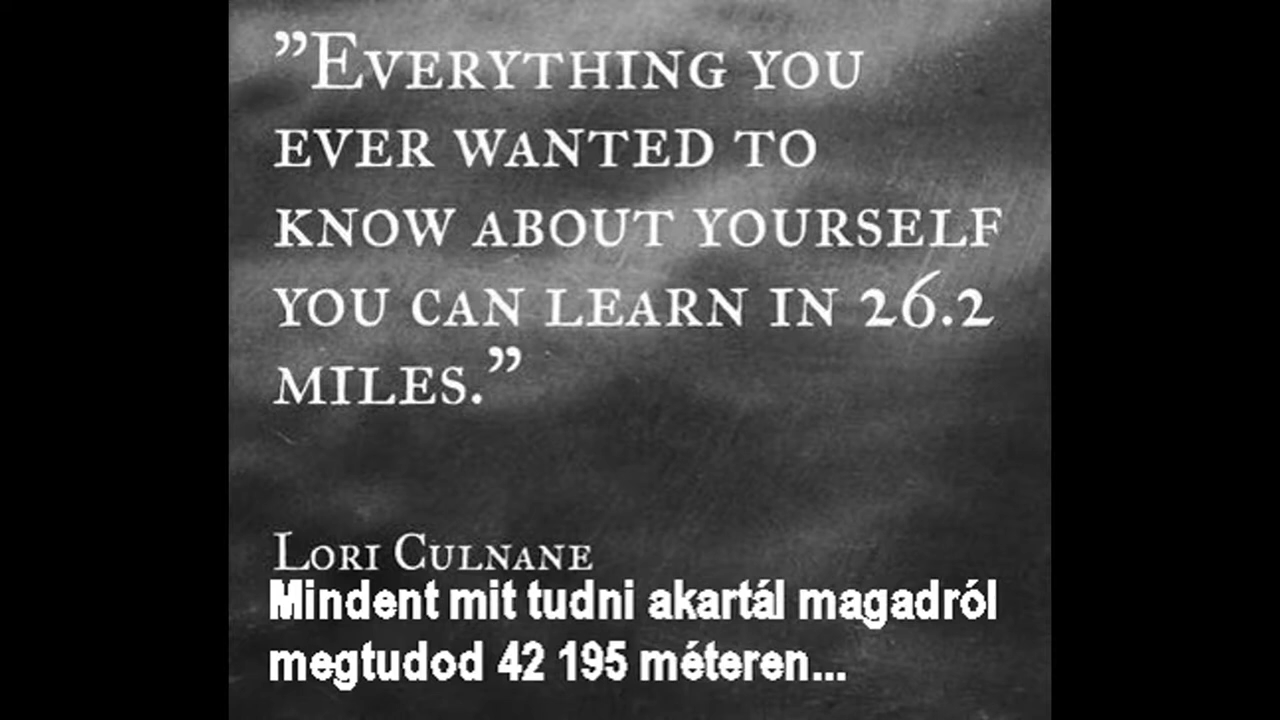 ”Everything you
ever wanted to
know about yourself
you can learn in 26.2
miles.”
Lori Culnane
Mindent mit tudni akartál magadról
megtudod 42 195 méteren...